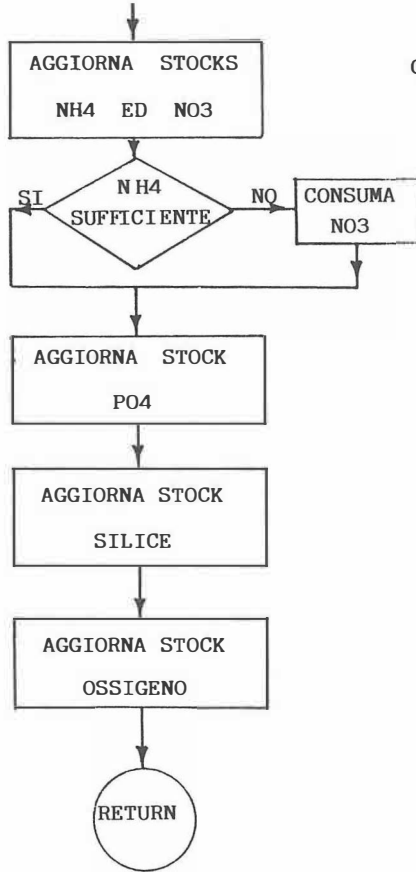 AGGIORNA STOCKS
NH4 ED NO3
SI
NH4
SUFFICIENTE
NO
CONSUMA
NO3
AGGIORNA STOCK
PO4
AGGIORNA STOCK
SILICE
AGGIORNA STOCK
OSSIGENO
RETURN